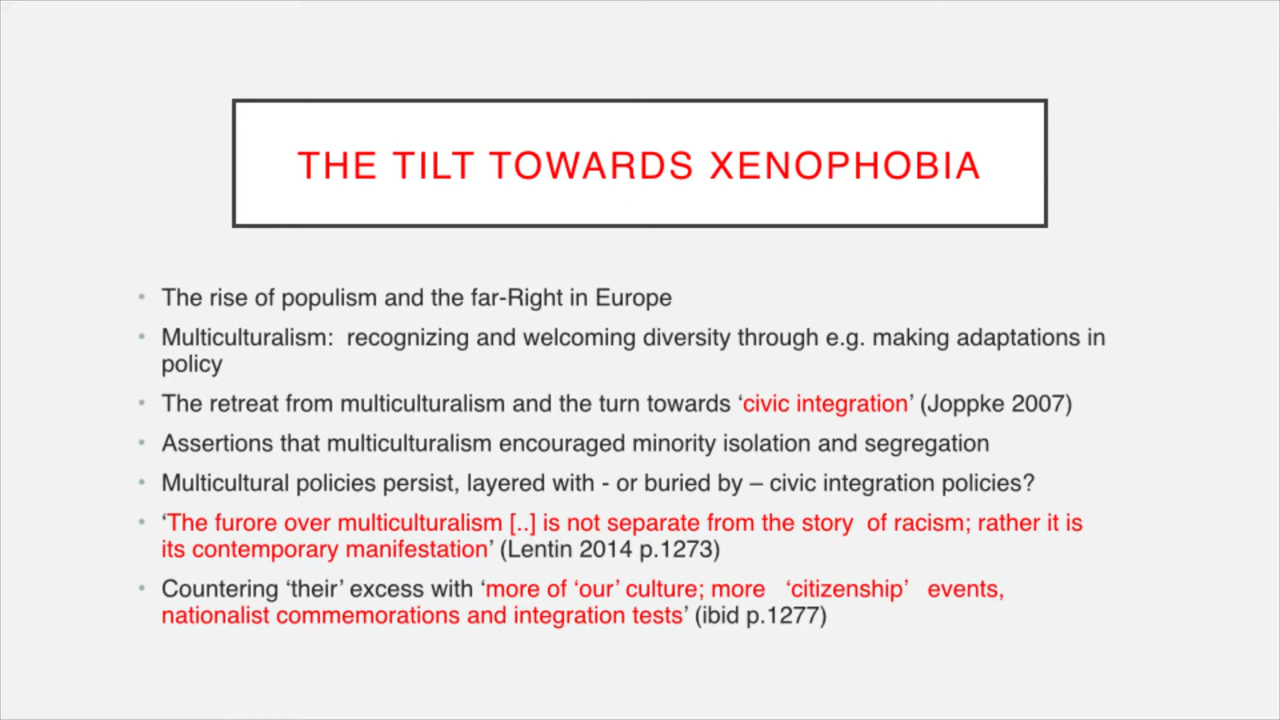 THE TILT TOWARDS XENOPHOBIA
• The rise of populism and the far-Right in Europe
• Multiculturalism:  recognizing and welcoming diversity through e.g. making adaptations in
policy
• The retreat from multiculturalism and the turn towards ‘civic integration’ (Joppke 2007)
• Assertions that multiculturalism encouraged minority isolation and segregation
• Multicultural policies persist, layered with - or buried by – civic integration policies?
• ‘The furore over multiculturalism [..] is not separate from the story  of racism; rather it is
its contemporary manifestation’ (Lentin 2014 p.1273)
• Countering ‘their’ excess with ‘more of ‘our’ culture; more   ‘citizenship’   events,
nationalist commemorations and integration tests’ (ibid p.1277)